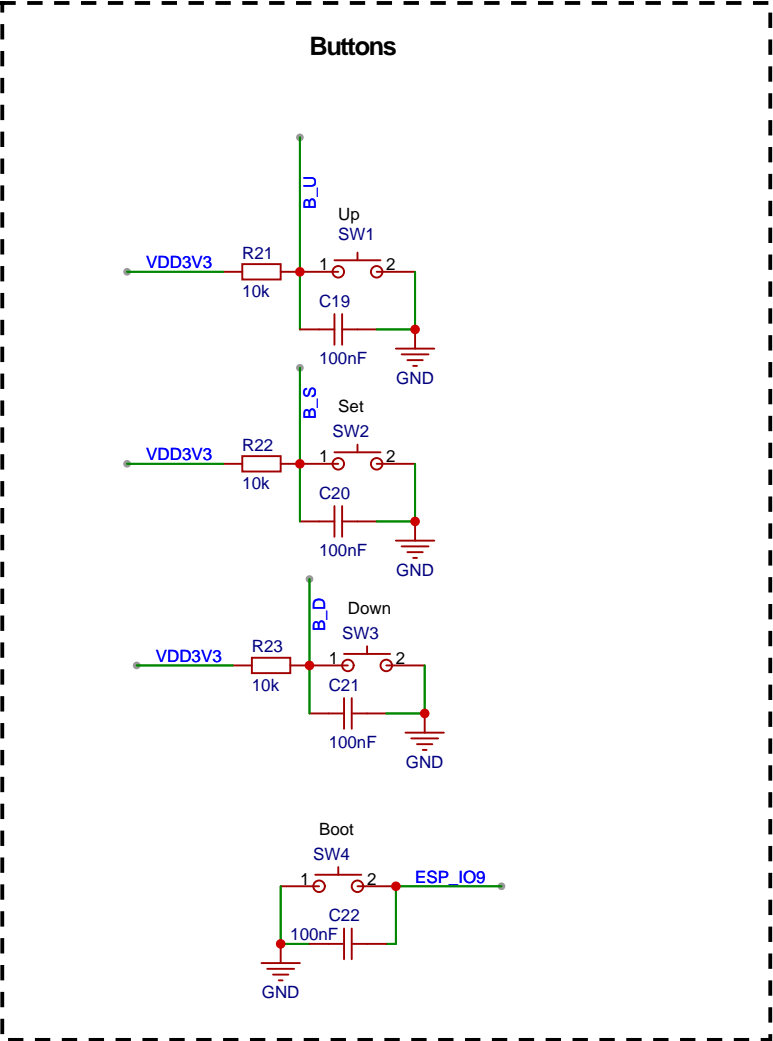 Buttons
B_U
Up
SW1
VDD3V3
R21
10k
1
2
C19
100nF
GND
B_S
Set
SW2
VDD3V3
R22
10k
1
2
C20
100nF
GND
B_D
Down
SW3
VDD3V3
R23
10k
1
2
C21
100nF
GND
Boot
SW4
1
2
ESP_IO9
C22
100nF
GND